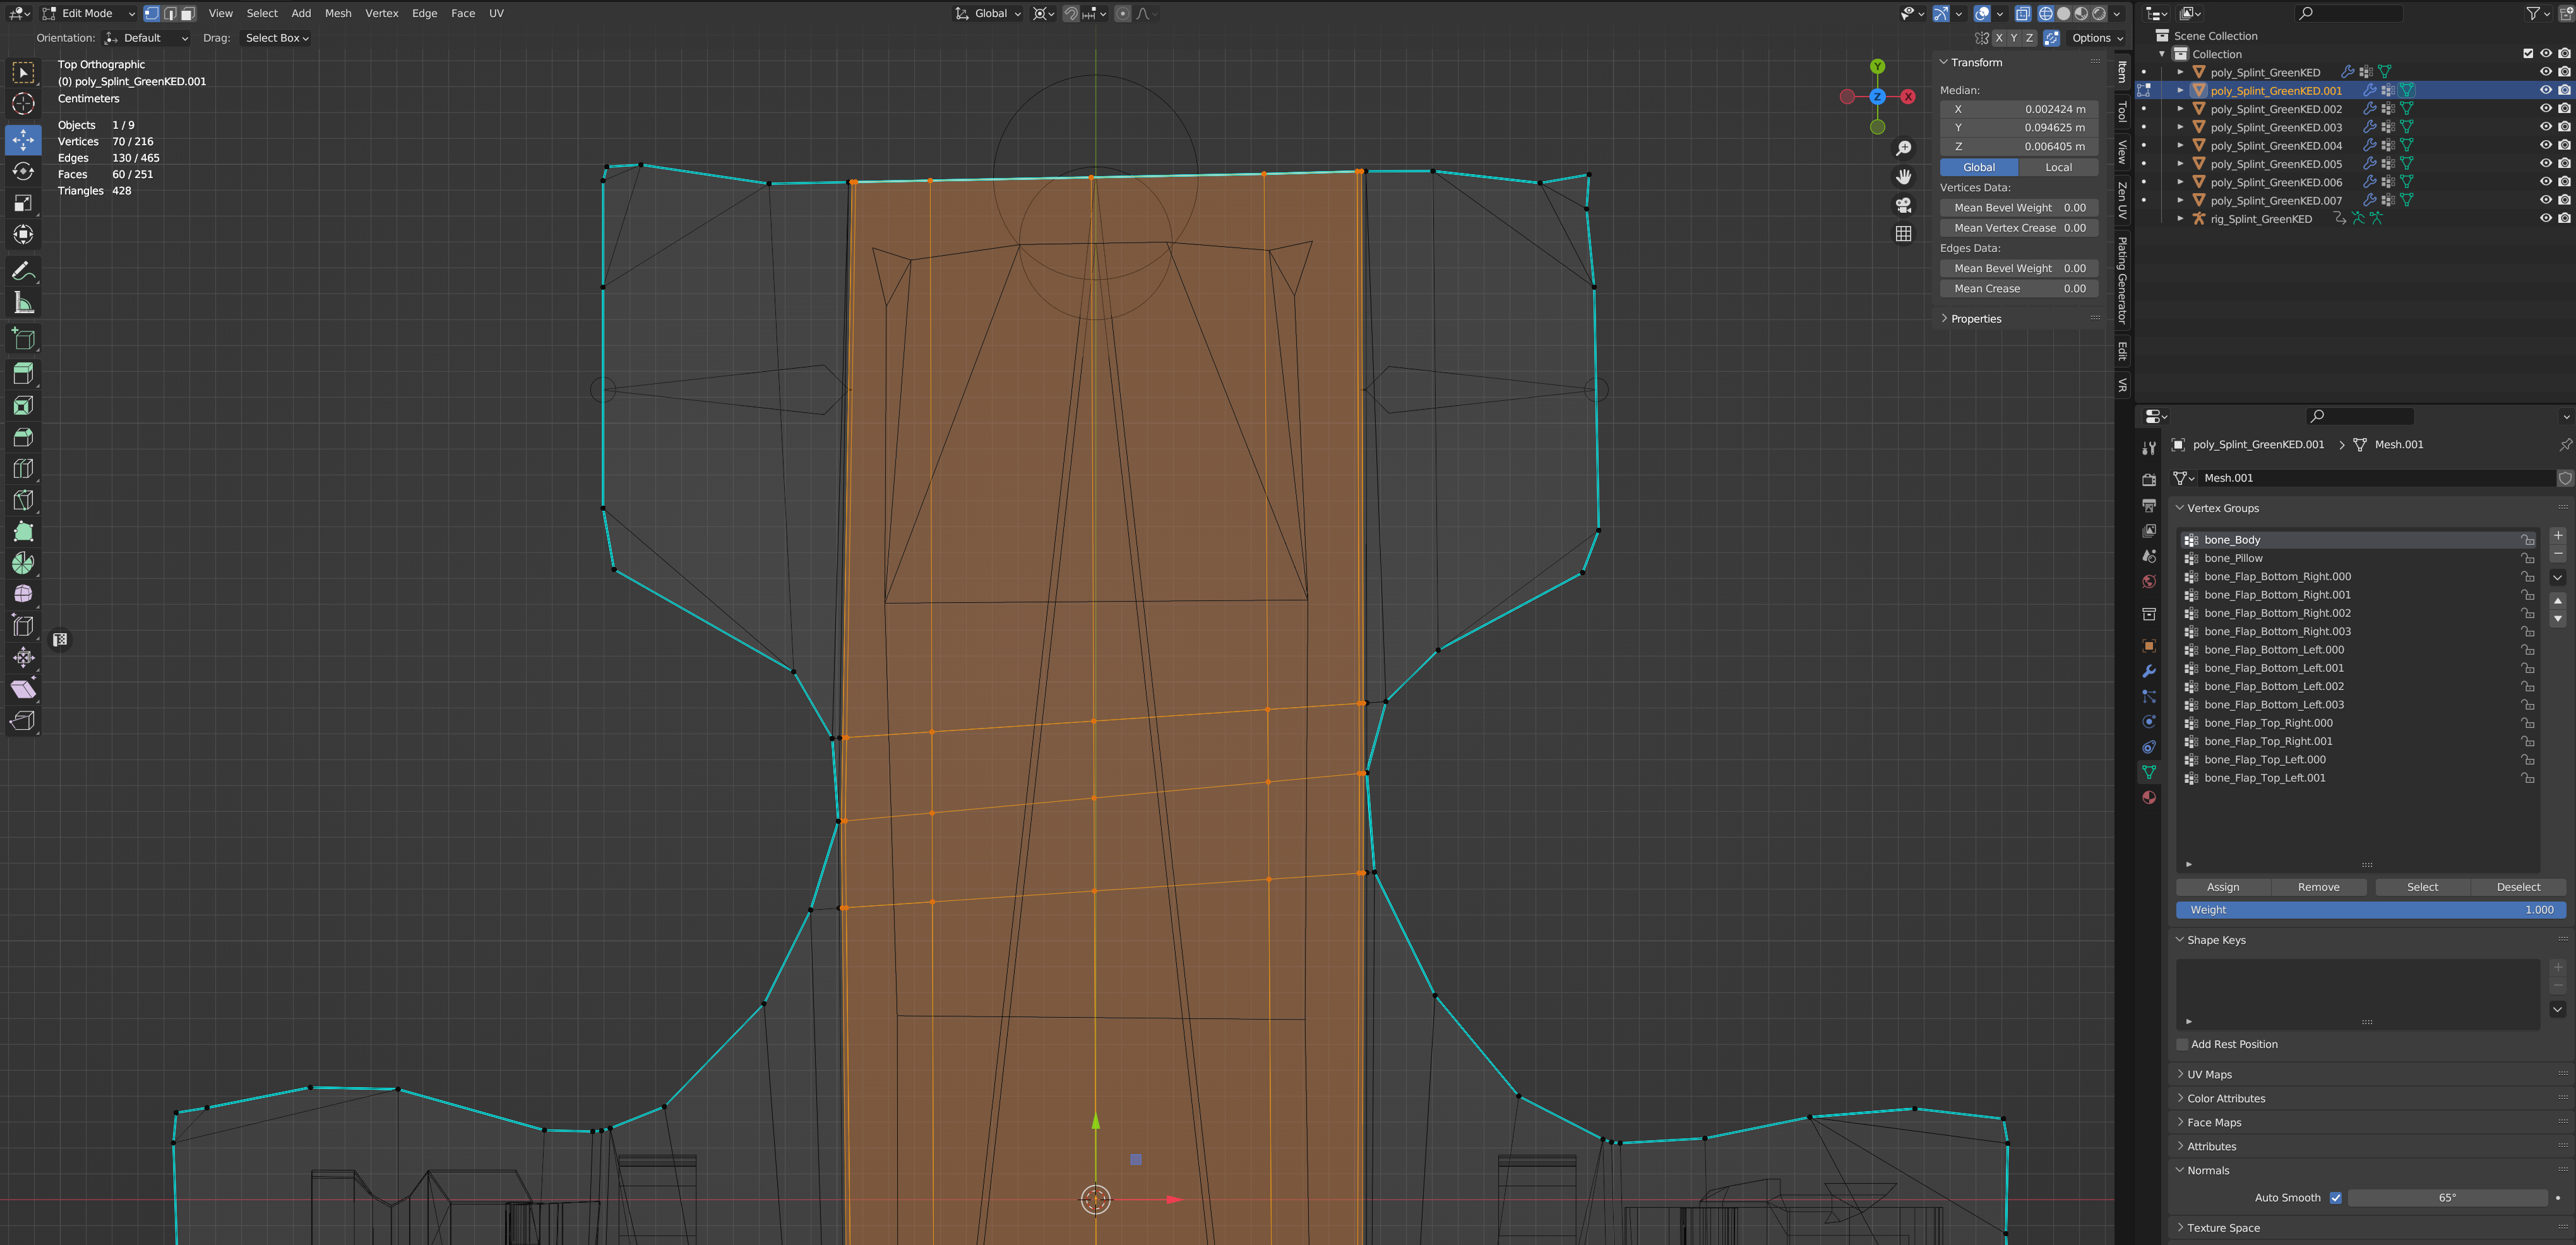 Edit Mode View Select Add Mesh Vertex Edge Face UV Global
Orientation: Default Drag: Select Box X Y Z Options
Top Orthographic
(0) poly_Splint_GreenKED.001
Centimeters
Objects 1 / 9
Vertices 70 / 216
Edges 130 / 465
Faces 60 / 251
Triangles 428
Y
Z
X
Transform
Median:
X 0.002424 m
Y 0.094625 m
Z 0.006405 m
Global Local
Vertices Data:
Mean Bevel Weight 0.00
Mean Vertex Crease 0.00
Edges Data:
Mean Bevel Weight 0.00
Mean Crease 0.00
Properties
Item
Tool
View
Zen UV
Plating Generator
Edit
VR
Scene Collection
Collection
poly_Splint_GreenKED
poly_Splint_GreenKED.001
poly_Splint_GreenKED.002
poly_Splint_GreenKED.003
poly_Splint_GreenKED.004
poly_Splint_GreenKED.005
poly_Splint_GreenKED.006
poly_Splint_GreenKED.007
rig_Splint_GreenKED
poly_Splint_GreenKED.001 Mesh.001
Mesh.001
Vertex Groups
bone_Body
bone_Pillow
bone_Flap_Bottom_Right.000
bone_Flap_Bottom_Right.001
bone_Flap_Bottom_Right.002
bone_Flap_Bottom_Right.003
bone_Flap_Bottom_Left.000
bone_Flap_Bottom_Left.001
bone_Flap_Bottom_Left.002
bone_Flap_Bottom_Left.003
bone_Flap_Top_Right.000
bone_Flap_Top_Right.001
bone_Flap_Top_Left.000
bone_Flap_Top_Left.001
Assign Remove Select Deselect
Weight 1.000
Shape Keys
Add Rest Position
UV Maps
Color Attributes
Face Maps
Attributes
Normals
Auto Smooth 65°
Texture Space